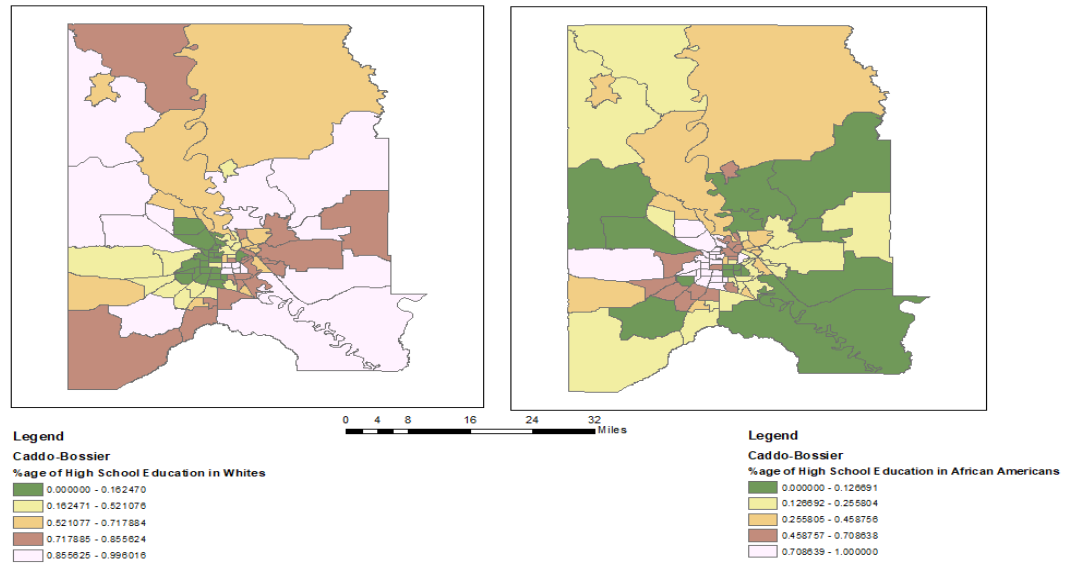 0 4 8 16 24 32
Miles
Legend
Caddo-Bossier
%age of High School Education in Whites
0.000000 - 0.162470
0.162471 - 0.521076
0.521077 - 0.717884
0.717885 - 0.855624
0.855625 - 0.996016
Legend
Caddo-Bossier
%age of High School Education in African Americans
0.000000 - 0.126691
0.126692 - 0.255804
0.255805 - 0.458756
0.458757 - 0.708638
0.708639 - 1.000000